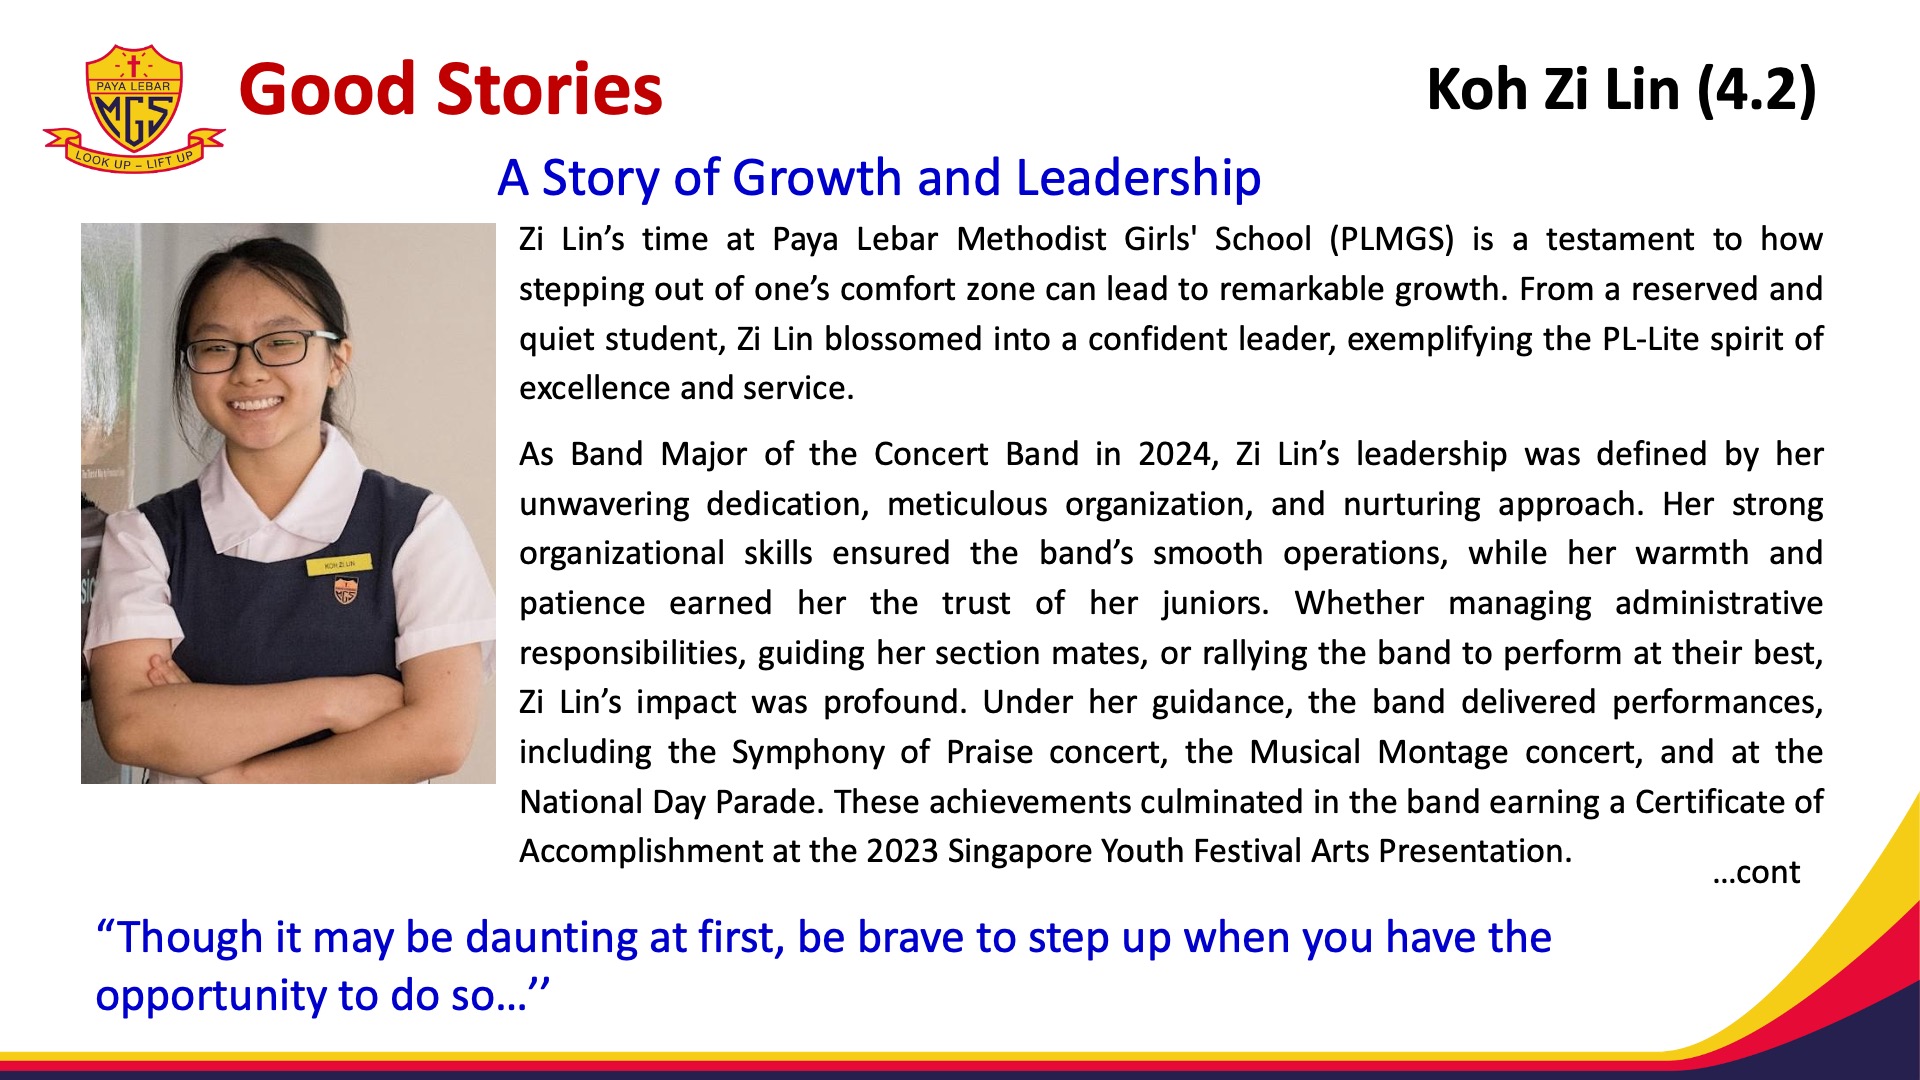 PAYA LEBAR
MGS
LOOK UP – LIFT UP
Good Stories
Koh Zi Lin (4.2)
A Story of Growth and Leadership
Zi Lin’s time at Paya Lebar Methodist Girls' School (PLMGS) is a testament to how
stepping out of one’s comfort zone can lead to remarkable growth. From a reserved and
quiet student, Zi Lin blossomed into a confident leader, exemplifying the PL-Lite spirit of
excellence and service.
As Band Major of the Concert Band in 2024, Zi Lin’s leadership was defined by her
unwavering dedication, meticulous organization, and nurturing approach. Her strong
organizational skills ensured the band’s smooth operations, while her warmth and
patience earned her the trust of her juniors. Whether managing administrative
responsibilities, guiding her section mates, or rallying the band to perform at their best,
Zi Lin’s impact was profound. Under her guidance, the band delivered performances,
including the Symphony of Praise concert, the Musical Montage concert, and at the
National Day Parade. These achievements culminated in the band earning a Certificate of
Accomplishment at the 2023 Singapore Youth Festival Arts Presentation.
…cont
KOH ZI LIN
MGS
“Though it may be daunting at first, be brave to step up when you have the
opportunity to do so…’’